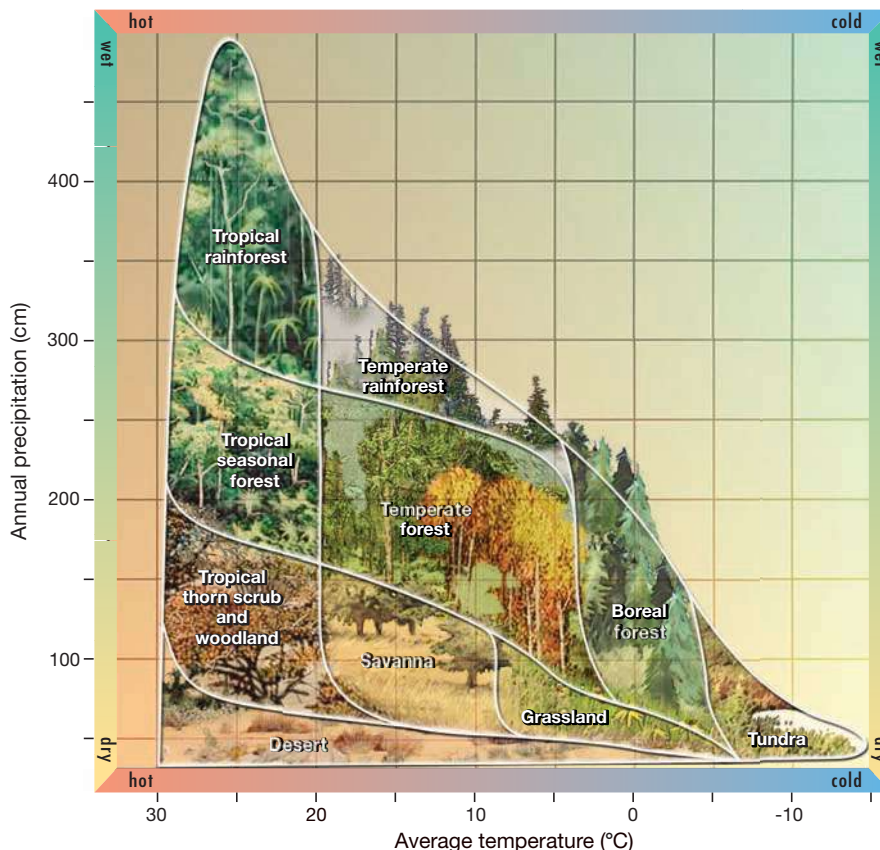 hot
cold
wet
wet
400
300
200
100
Annual precipitation (cm)
Tropical
rainforest
Temperate
rainforest
Tropical
seasonal
forest
Temperate
forest
Tropical
thorn scrub
and
woodland
Boreal
forest
Savanna
Grassland
Tundra
Desert
dry
dry
hot
cold
30
20
10
0
-10
Average temperature (°C)